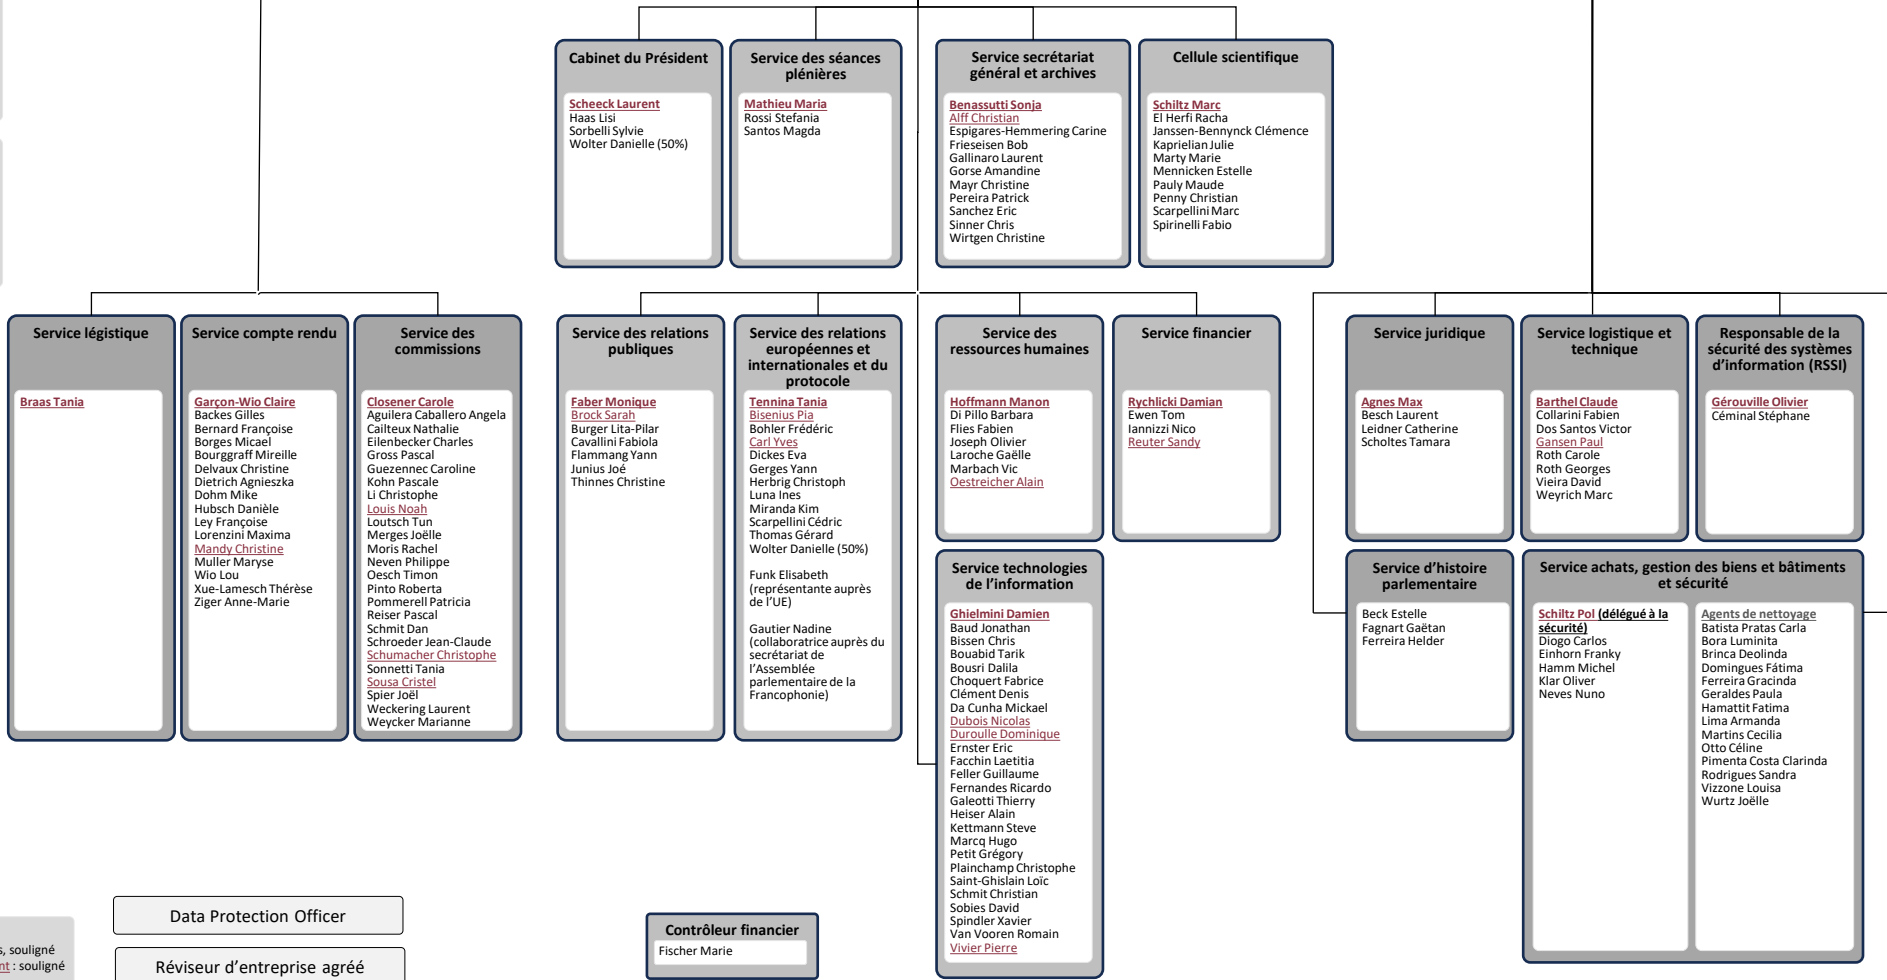 Cabinet du Président
Scheeck Laurent
Haas Lisi
Sorbelli Sylvie
Wolter Danielle (50%)
Service des séances
plénières
Mathieu Maria
Rossi Stefania
Santos Magda
Service secrétariat
général et archives
Benassutti Sonja
Alff Christian
Espigares-Hemmering Carine
Frieseisen Bob
Gallinaro Laurent
Gorse Amandine
Mayr Christine
Pereira Patrick
Sanchez Eric
Sinner Chris
Wirtgen Christine
Cellule scientifique
Schiltz Marc
El Herfi Racha
Janssen-Bennynck Clémence
Kaprielian Julie
Marty Marie
Mennicken Estelle
Pauly Maude
Penny Christian
Scarpellini Marc
Spirinelli Fabio
Service légistique
Braas Tania
Service compte rendu
Garçon-Wio Claire
Backes Gilles
Bernard Françoise
Borges Micael
Bourggraff Mireille
Delvaux Christine
Dietrich Agnieszka
Dohm Mike
Hubsch Danièle
Ley Françoise
Lorenzini Maxima
Mandy Christine
Muller Maryse
Wio Lou
Xue-Lamesch Thérèse
Ziger Anne-Marie
Service des
commissions
Closener Carole
Aguilera Caballero Angela
Cailteux Nathalie
Eilenbecker Charles
Gross Pascal
Guezennec Caroline
Kohn Pascale
Li Christophe
Louis Noah
Loutsch Tun
Merges Joëlle
Moris Rachel
Neven Philippe
Oesch Timon
Pinto Roberta
Pommerell Patricia
Reiser Pascal
Schmit Dan
Schroeder Jean-Claude
Schumacher Christophe
Sonnetti Tania
Sousa Cristel
Spier Joël
Weckering Laurent
Weycker Marianne
Service des relations
publiques
Faber Monique
Brock Sarah
Burger Lita-Pilar
Cavallini Fabiola
Flammang Yann
Junius Joé
Thinnes Christine
Service des relations
européennes et
internationales et du
protocole
Tennina Tania
Bisenius Pia
Bohler Frédéric
Carl Yves
Dickes Eva
Gerges Yann
Herbrig Christoph
Luna Ines
Miranda Kim
Scarpellini Cédric
Thomas Gérard
Wolter Danielle (50%)
Funk Elisabeth
(représentante auprès
de l'UE)
Gautier Nadine
(collaboratrice auprès du
secrétariat de
l'Assemblée
parlementaire de la
Francophonie)
Service des
ressources humaines
Hoffmann Manon
Di Pillo Barbara
Flies Fabien
Joseph Olivier
Laroche Gaëlle
Marbach Vic
Oestreicher Alain
Service financier
Rychlicki Damian
Ewen Tom
Iannizzi Nico
Reuter Sandy
Service technologies
de l'information
Ghielmini Damien
Baud Jonathan
Bissen Chris
Bouabid Tarik
Bousri Dalila
Choquert Fabrice
Clément Denis
Da Cunha Mickael
Dubois Nicolas
Duroulle Dominique
Ernster Eric
Facchin Laetitia
Feller Guillaume
Fernandes Ricardo
Galeotti Thierry
Heiser Alain
Kettmann Steve
Marcq Hugo
Petit Grégory
Plainchamp Christophe
Saint-Ghislain Loïc
Schmit Christian
Sobies David
Spindler Xavier
Van Vooren Romain
Vivier Pierre
Service juridique
Agnes Max
Besch Laurent
Leidner Catherine
Scholtes Tamara
Service logistique et
technique
Barthel Claude
Collarini Fabien
Dos Santos Victor
Gansen Paul
Roth Carole
Roth Georges
Vieira David
Weyrich Marc
Responsable de la
sécurité des systèmes
d'information (RSSI)
Gérouville Olivier
Céminal Stéphane
Service d'histoire
parlementaire
Beck Estelle
Fagnart Gaëtan
Ferreira Helder
Service achats, gestion des biens et bâtiments
et sécurité
Schiltz Pol (délégué à la
sécurité)
Diogo Carlos
Einhorn Franky
Hamm Michel
Klar Oliver
Neves Nuno
Agents de nettoyage
Batista Pratas Carla
Bora Luminita
Brinca Deolinda
Domingues Fátima
Ferreira Gracinda
Geraldes Paula
Hamattit Fatima
Lima Armanda
Martins Cecilia
Otto Céline
Pimenta Costa Clarinda
Rodrigues Sandra
Vizzone Louisa
Wurtz Joëlle
Data Protection Officer
Réviseur d'entreprise agréé
Contrôleur financier
Fischer Marie
s, souligné
nt : souligné